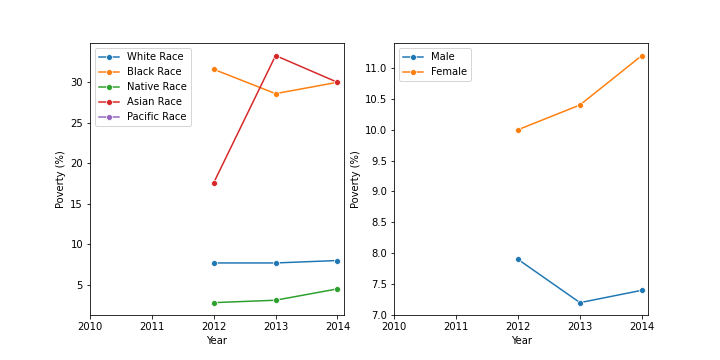 White Race
Black Race
Native Race
Asian Race
Pacific Race
30
25
20
15
10
5
Poverty (%)
2010 2011 2012 2013 2014
Year
Male
Female
11.0
10.5
10.0
9.5
9.0
8.5
8.0
7.5
7.0
Poverty (%)
2010 2011 2012 2013 2014
Year